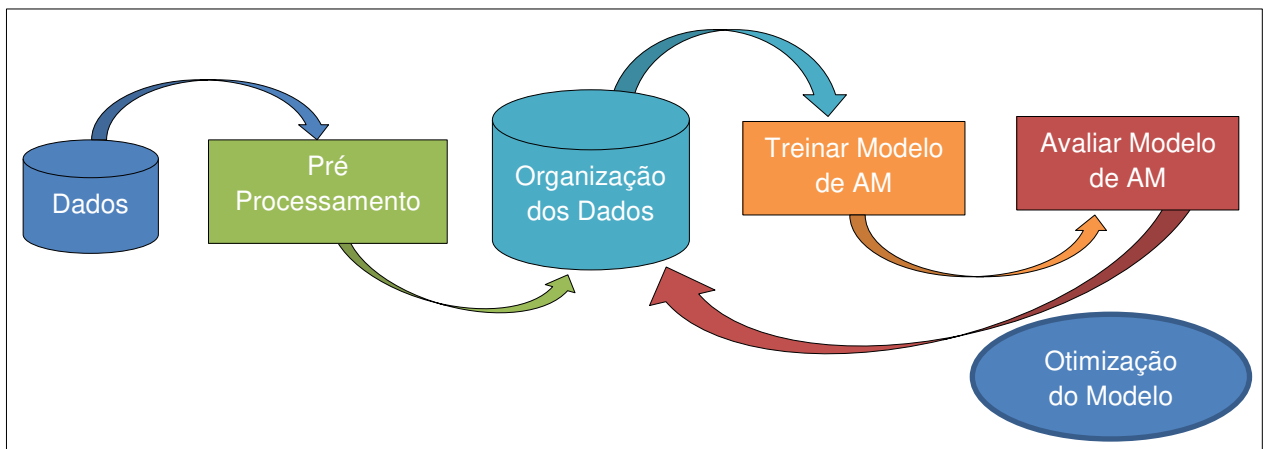 Dados
Pré
Processamento
Organização
dos Dados
Treinar Modelo
de AM
Avaliar Modelo
de AM
Otimização
do Modelo